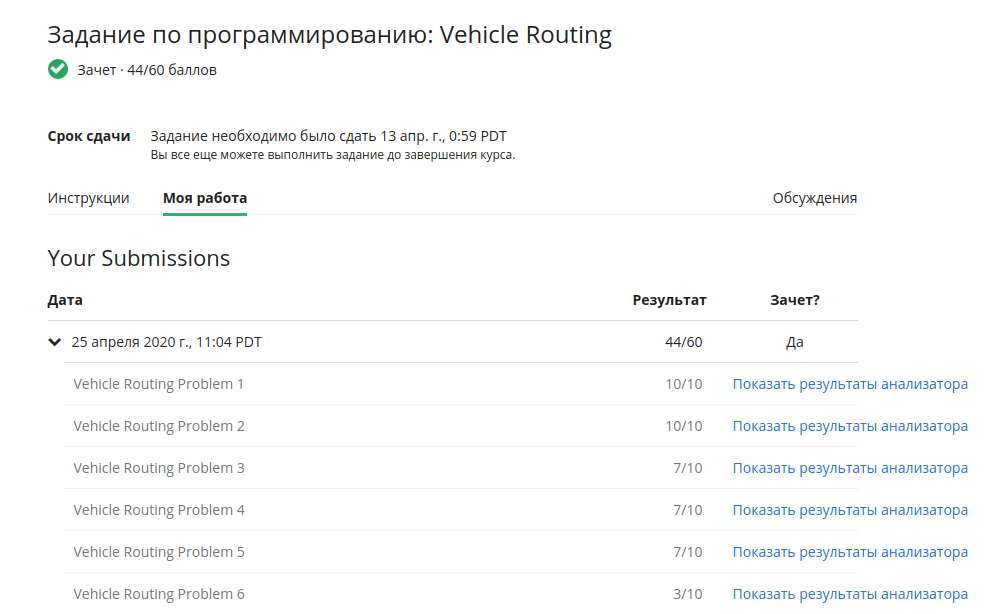 Задание по программированию: Vehicle Routing
Зачет · 44/60 баллов
Срок сдачи Задание необходимо было сдать 13 апр. г., 0:59 PDT
Вы все еще можете выполнить задание до завершения курса.
Инструкции Моя работа Обсуждения
Your Submissions
Дата Результат Зачет?
25 апреля 2020 г., 11:04 PDT 44/60 Да
Vehicle Routing Problem 1 10/10 Показать результаты анализатора
Vehicle Routing Problem 2 10/10 Показать результаты анализатора
Vehicle Routing Problem 3 7/10 Показать результаты анализатора
Vehicle Routing Problem 4 7/10 Показать результаты анализатора
Vehicle Routing Problem 5 7/10 Показать результаты анализатора
Vehicle Routing Problem 6 3/10 Показать результаты анализатора